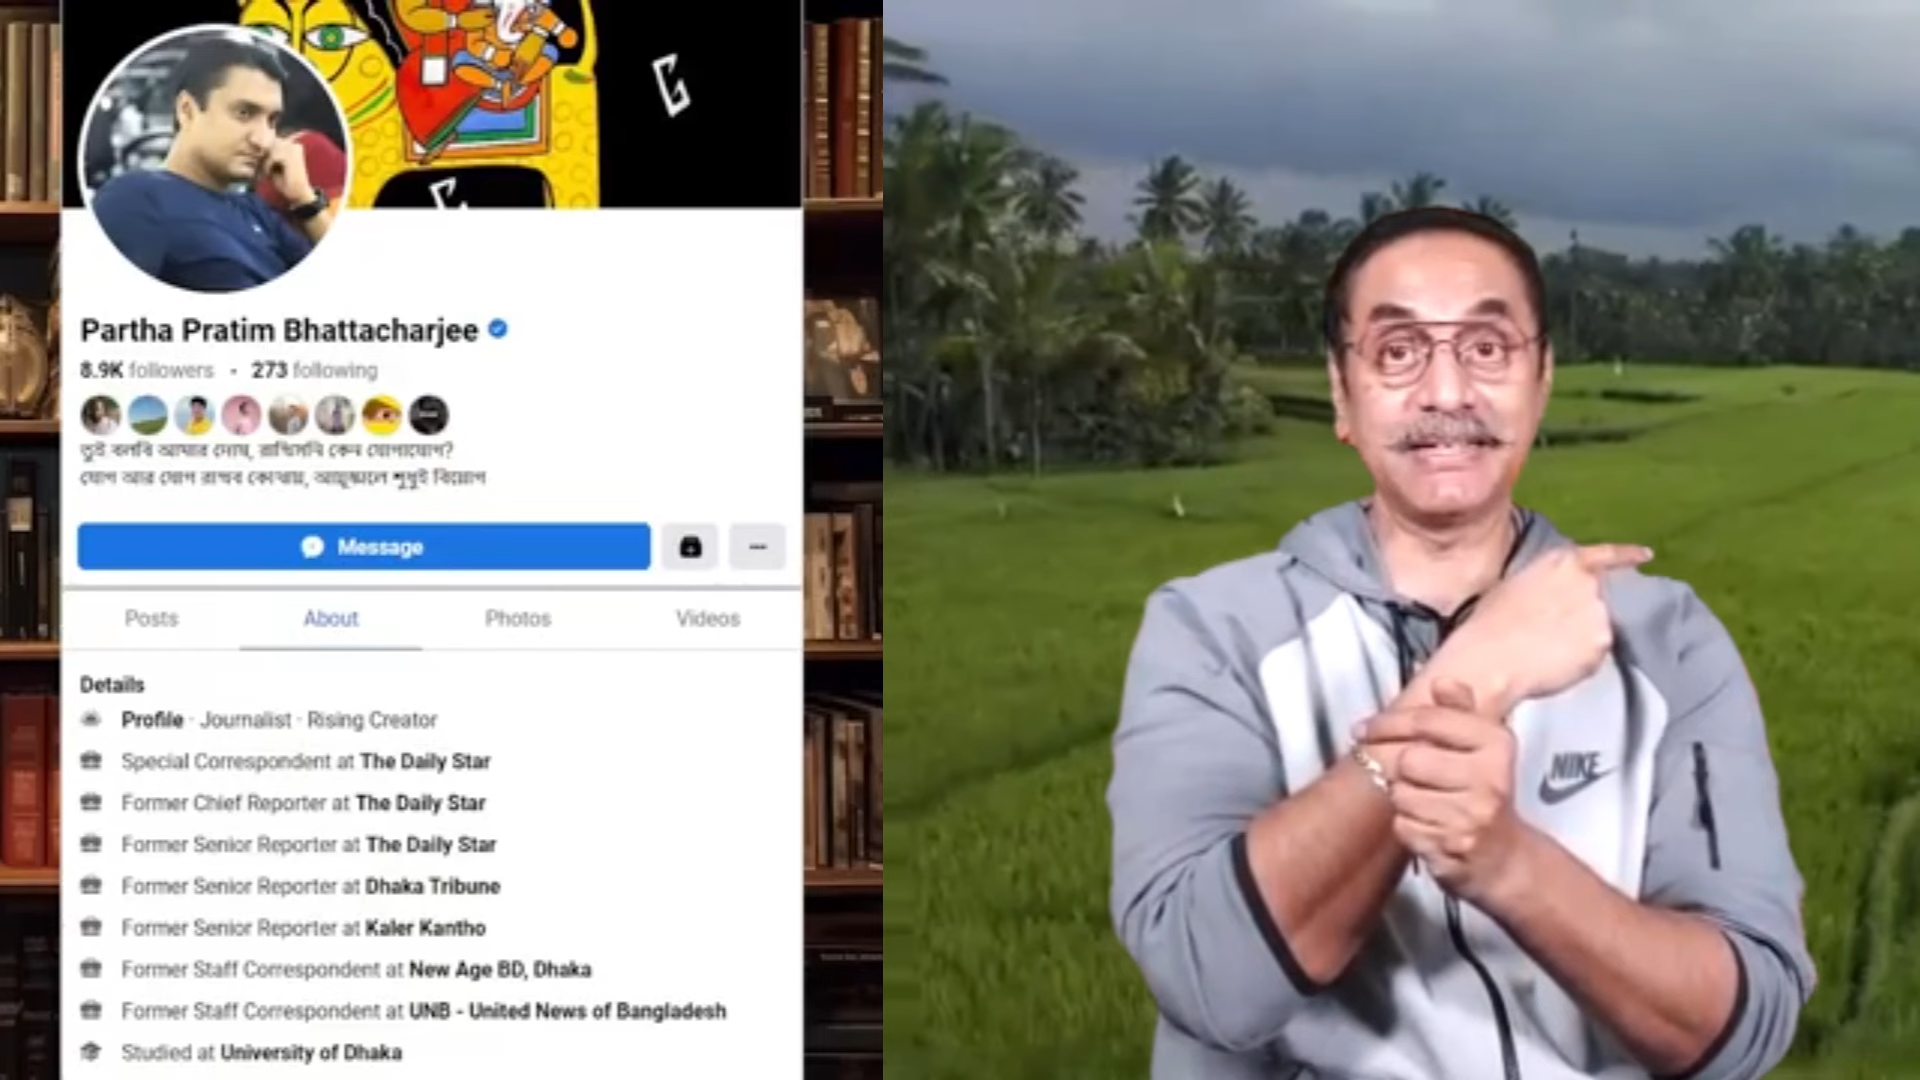 Partha Pratim Bhattacharjee
8.9K followers • 273 following
তুই বলবি আমার দোষ, রাখিসনি কেন যোগাযোগ?
যোগ আর যোগ রাখব কোথায়, আয়ুষ্কালে শুধুই বিয়োগ
Message
Posts About Photos Videos
Details
Profile · Journalist · Rising Creator
Special Correspondent at The Daily Star
Former Chief Reporter at The Daily Star
Former Senior Reporter at The Daily Star
Former Senior Reporter at Dhaka Tribune
Former Senior Reporter at Kaler Kantho
Former Staff Correspondent at New Age BD, Dhaka
Former Staff Correspondent at UNB - United News of Bangladesh
Studied at University of Dhaka
NIKE